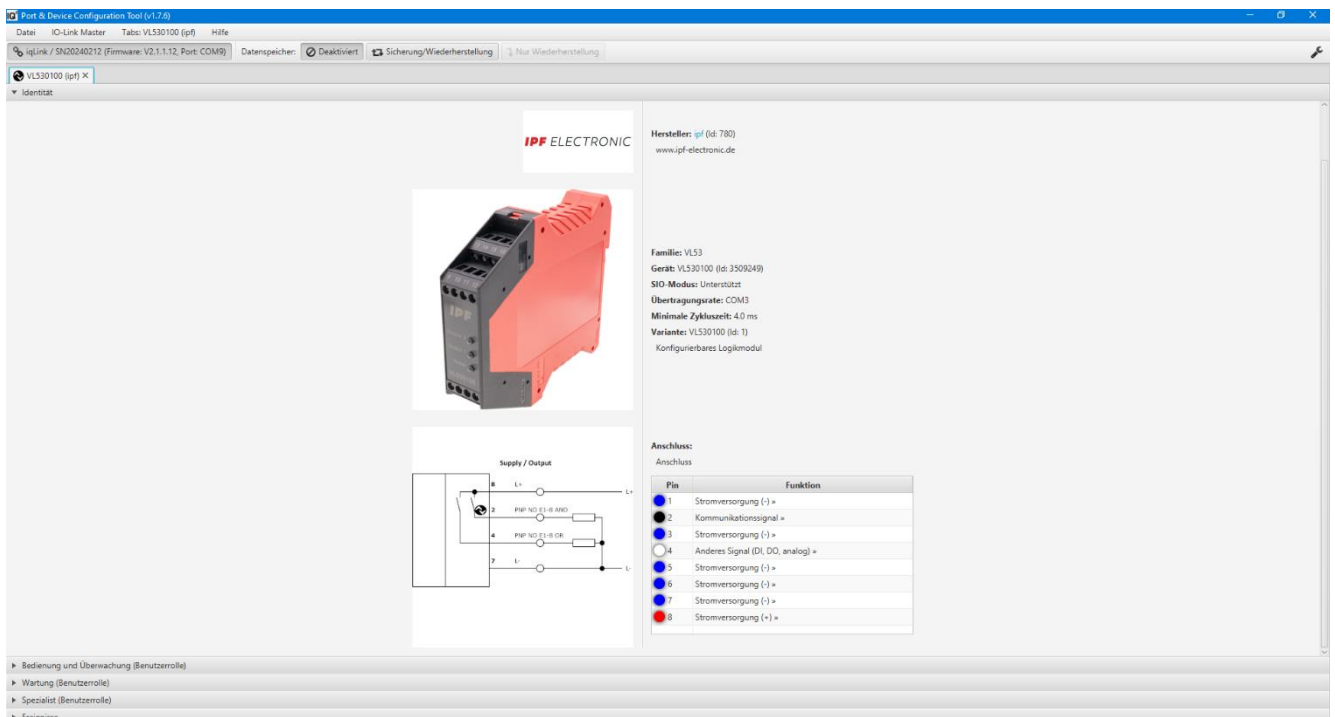 Port & Device Configuration Tool (v1.7.6)
Datei IO-Link Master Tabs: VL530100 (ipf) Hilfe
iqLink / SN20240212 (Firmware: V2.1.1.12, Port: COM9) Datenspeicher: Deaktiviert Sicherung/Wiederherstellung Nur Wiederherstellung
VL530100 (ipf) ×
Identität
IPF ELECTRONIC
Hersteller: ipf (Id: 780)
www.ipf-electronic.de
IPF
Familie: VL53
Gerät: VL530100 (Id: 3509249)
SIO-Modus: Unterstützt
Übertragungsrate: COM3
Minimale Zykluszeit: 4.0 ms
Variante: VL530100 (Id: 1)
Konfigurierbares Logikmodul
Supply / Output
8 L+ L+
2 PNP NO E1-8 AND
4 PNP NO E1-8 OR
7 L- L-
Anschluss:
Anschluss
Pin Funktion
1 Stromversorgung (-) »
2 Kommunikationssignal »
3 Stromversorgung (-) »
4 Anderes Signal (DI, DO, analog) »
5 Stromversorgung (-) »
6 Stromversorgung (-) »
7 Stromversorgung (-) »
8 Stromversorgung (+) »
Bedienung und Überwachung (Benutzerrolle)
Wartung (Benutzerrolle)
Spezialist (Benutzerrolle)
Ereignisse